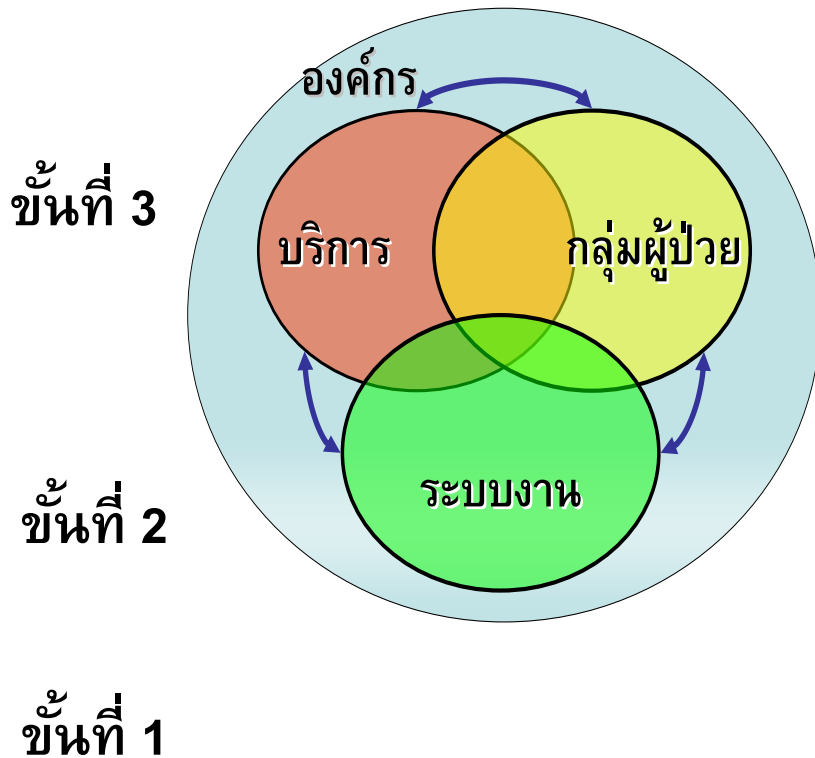 องค์กร
ขั้นที่ 3
บริการ
กลุ่มผู้ป่วย
ระบบงาน
ขั้นที่ 2
ขั้นที่ 1